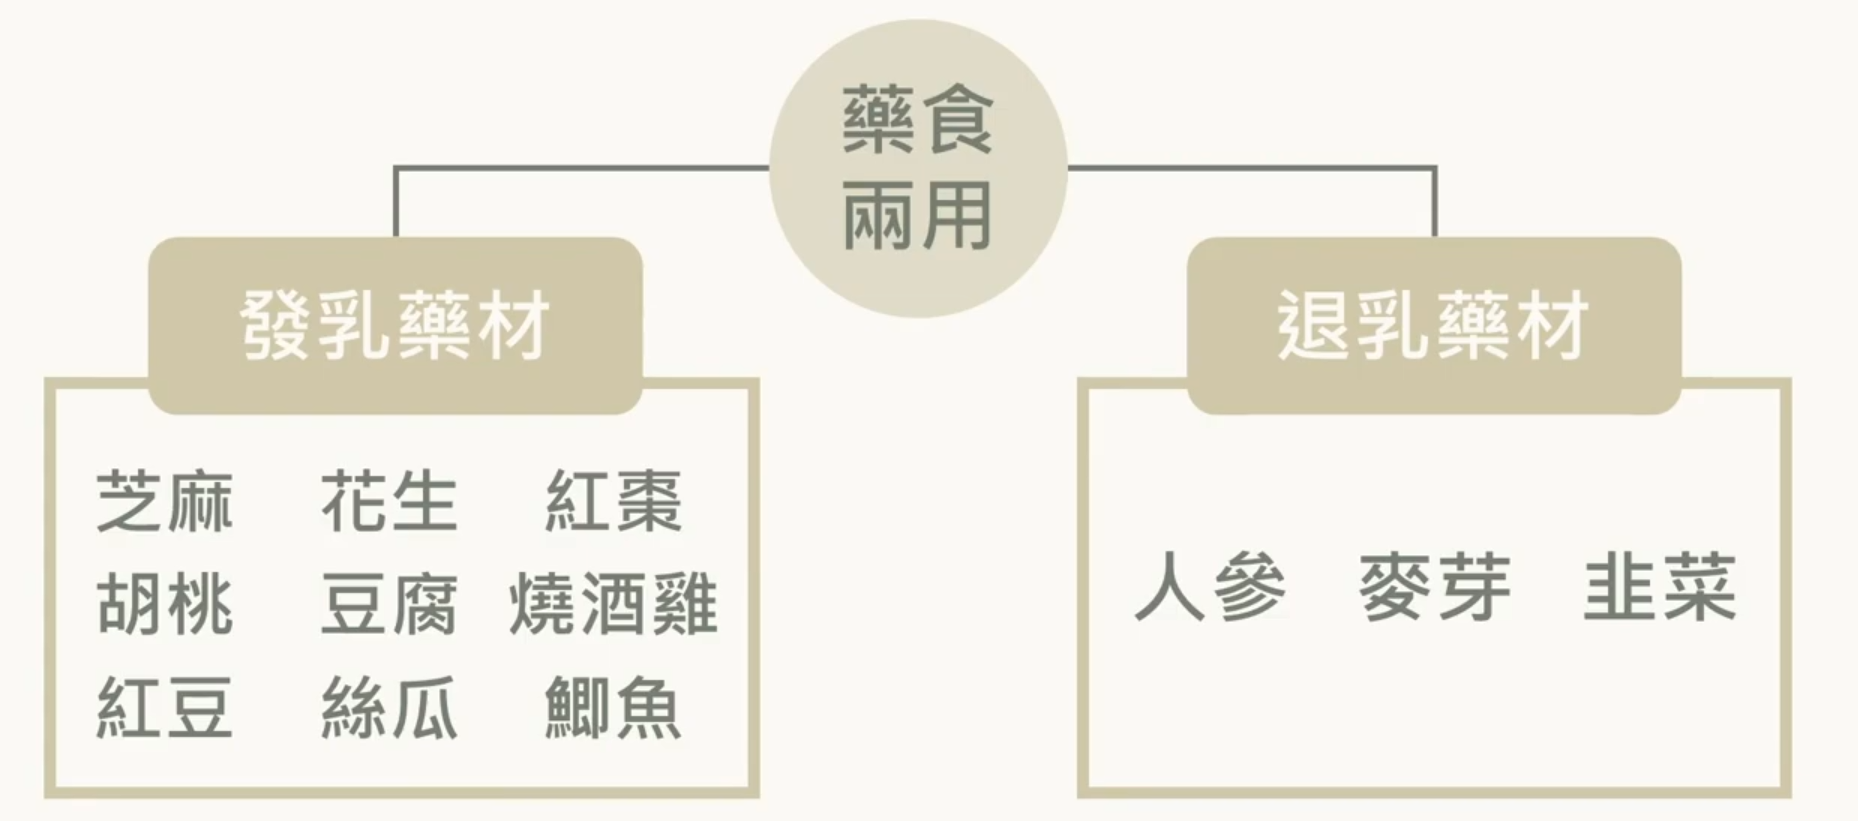 藥食
兩用
發乳藥材
芝麻 花生 紅棗
胡桃 豆腐 燒酒雞
紅豆 絲瓜 鯽魚
退乳藥材
人參 麥芽 韭菜